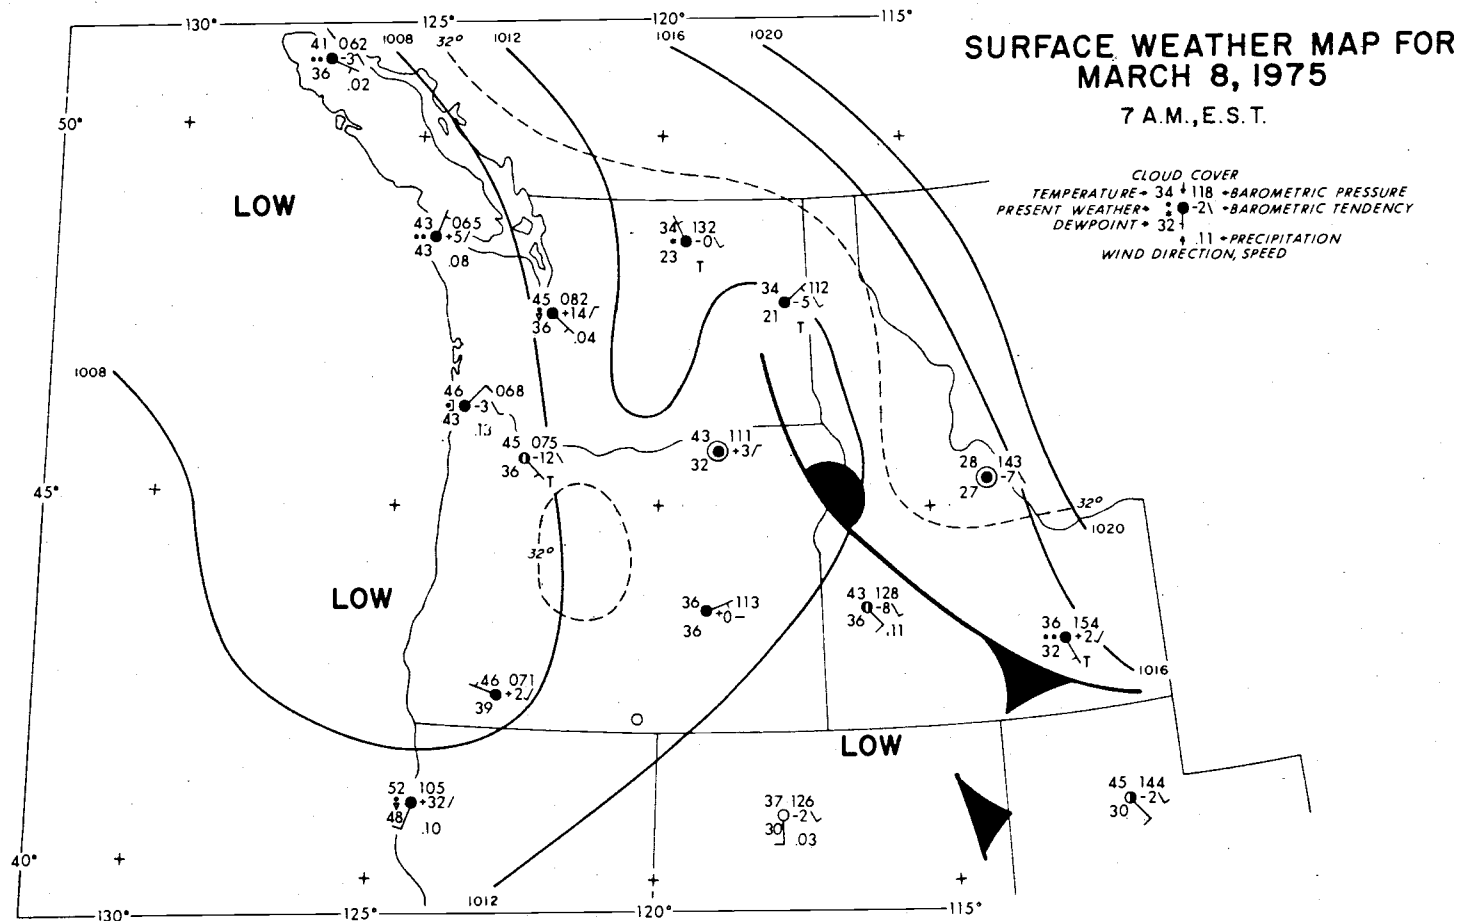 130° 125° 120° 115°
SURFACE WEATHER MAP FOR
MARCH 8, 1975
7 A.M., E.S.T.
1008 32° 1012 1016 1020
41 062
-3
36 .02
50°
CLOUD COVER
TEMPERATURE 34 118 BAROMETRIC PRESSURE
PRESENT WEATHER -2\ BAROMETRIC TENDENCY
DEWPOINT 32
.11 PRECIPITATION
WIND DIRECTION, SPEED
LOW
43 065
+5/
43 .08
34 132
-0
23 T
34 112
-5
21 T
45 082
+14/
36 .04
1008
46 068
-3
43 .13
45 075
-12\
36 T
43 111
32 +3/
28 143
-7
27
45°
32°
1020
32°
LOW
36 113
+0 -
36
43 128
-8
36 .11
36 154
+2
32 T
1016
46 071
+2
39
LOW
52 105
+32/
48 .10
37 126
-2
30 .03
45 144
-2
30
40°
1012
130° 125° 120° 115°